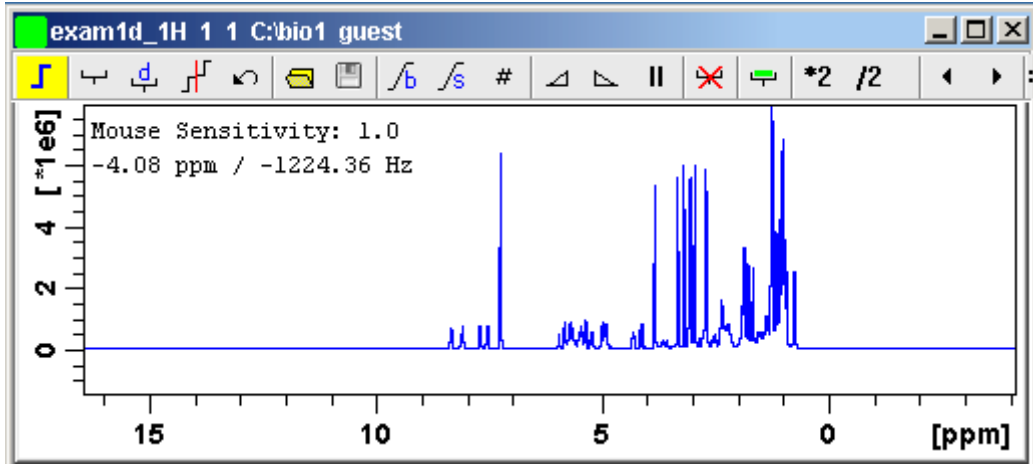 exam1d_1H 1 1 C:\bio1 guest
d b s # *2 /2
Mouse Sensitivity: 1.0
-4.08 ppm / -1224.36 Hz
[*1e6]
4
2
0
15 10 5 0 [ppm]